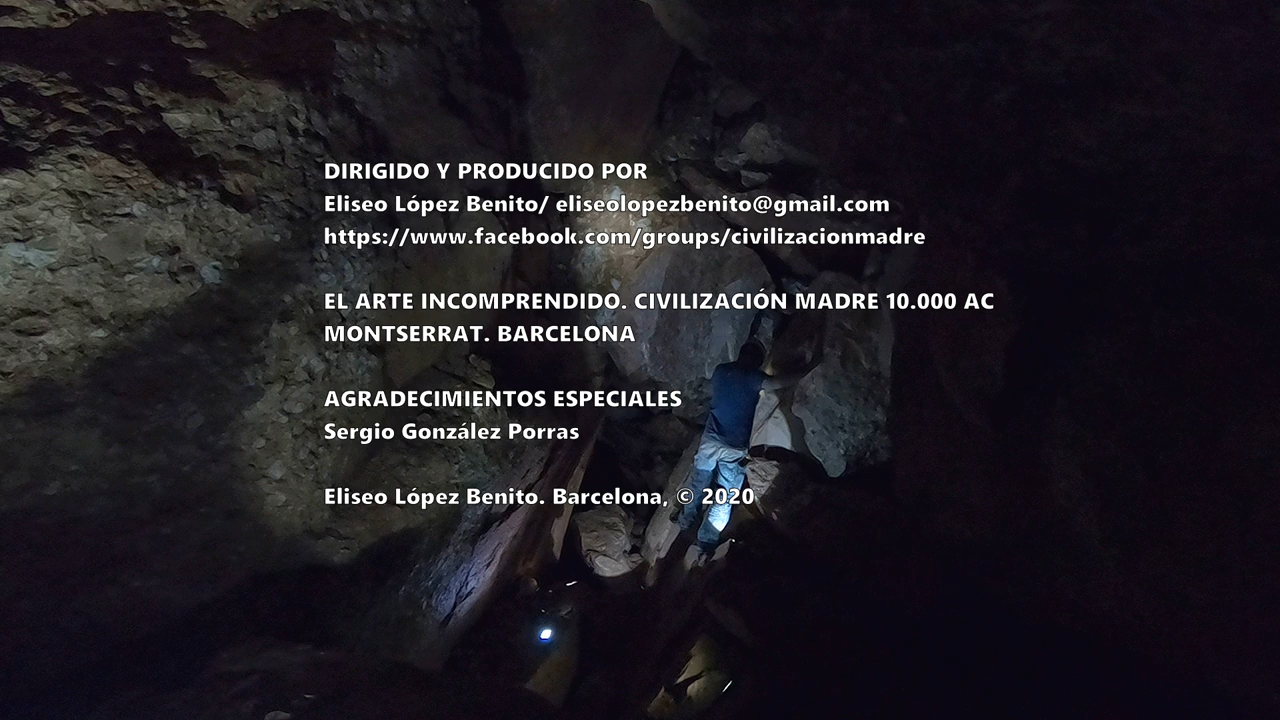 DIRIGIDO Y PRODUCIDO POR
Eliseo López Benito/ eliseolopezbenito@gmail.com
https://www.facebook.com/groups/civilizacionmadre
EL ARTE INCOMPRENDIDO. CIVILIZACIÓN MADRE 10.000 AC
MONTSERRAT. BARCELONA
AGRADECIMIENTOS ESPECIALES
Sergio González Porras
Eliseo López Benito. Barcelona, © 2020